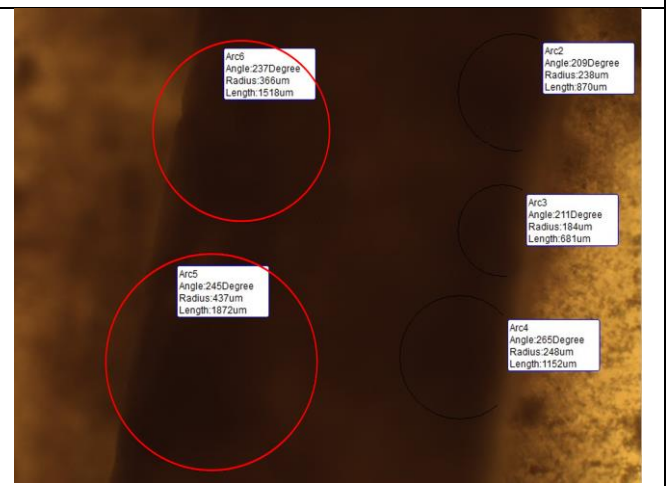 Arc6
Angle:237Degree
Radius:366um
Length:1518um
Arc2
Angle:209Degree
Radius:238um
Length:870um
Arc3
Angle:211Degree
Radius:184um
Length:681um
Arc5
Angle:245Degree
Radius:437um
Length:1872um
Arc4
Angle:265Degree
Radius:248um
Length:1152um